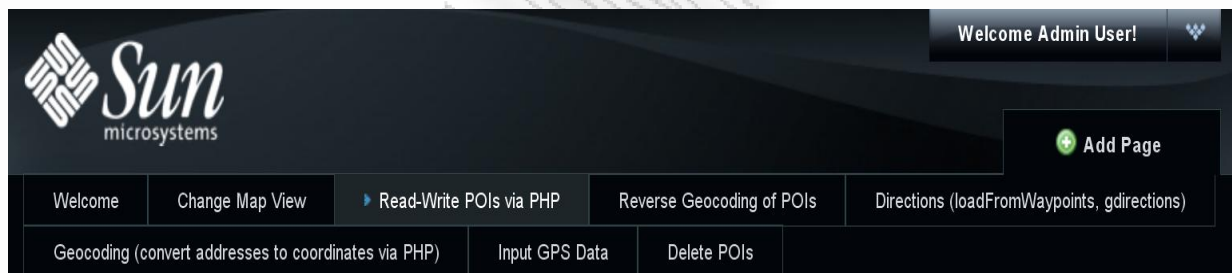 Welcome Admin User!
Sun
microsystems
Add Page
Welcome
Change Map View
Read-Write POIs via PHP
Reverse Geocoding of POIs
Directions (loadFromWaypoints, gdirections)
Geocoding (convert addresses to coordinates via PHP)
Input GPS Data
Delete POIs